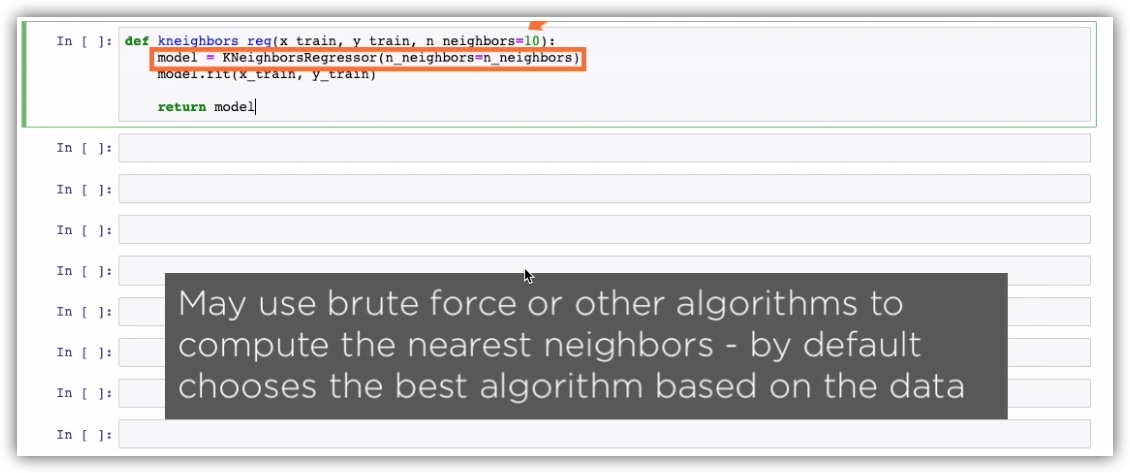 In [ ]: def kneighbors_reg(x_train, y_train, n_neighbors=10):
model = KNeighborsRegressor(n_neighbors=n_neighbors)
model.fit(x_train, y_train)
return model
In [ ]:
In [ ]:
In [ ]:
In [ ]:
In [ ]:
In [ ]:
In [ ]:
In [ ]:
May use brute force or other algorithms to
compute the nearest neighbors - by default
chooses the best algorithm based on the data